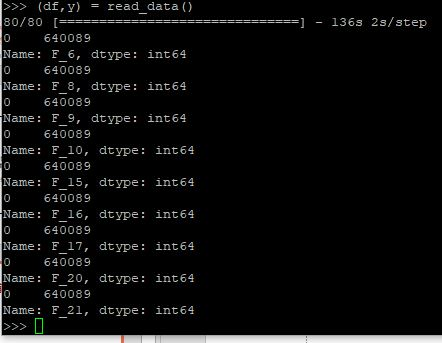 >>> (df,y) = read_data()
80/80 [==============================] - 136s 2s/step
0    640089
Name: F_6, dtype: int64
0    640089
Name: F_8, dtype: int64
0    640089
Name: F_9, dtype: int64
0    640089
Name: F_10, dtype: int64
0    640089
Name: F_15, dtype: int64
0    640089
Name: F_16, dtype: int64
0    640089
Name: F_17, dtype: int64
0    640089
Name: F_20, dtype: int64
0    640089
Name: F_21, dtype: int64
>>>